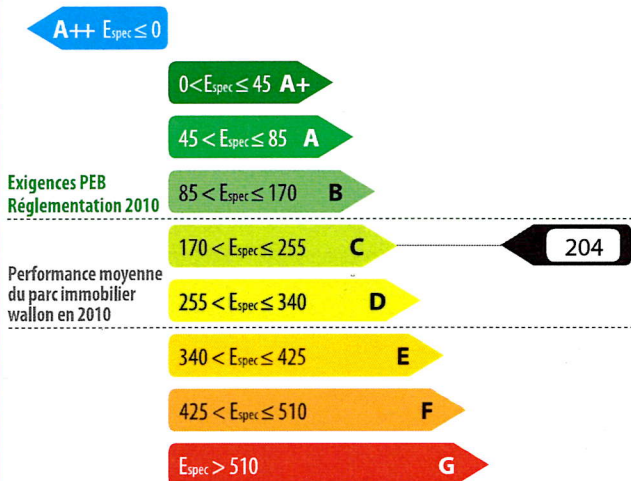 A++ Espec ≤ 0
0 < Espec ≤ 45 A+
45 < Espec ≤ 85 A
Exigences PEB
Réglementation 2010
85 < Espec ≤ 170 B
170 < Espec ≤ 255 C
204
Performance moyenne
du parc immobilier
wallon en 2010
255 < Espec ≤ 340 D
340 < Espec ≤ 425 E
425 < Espec ≤ 510 F
Espec > 510 G